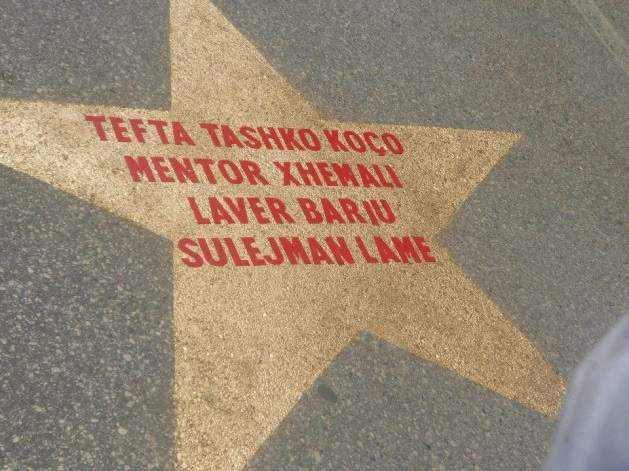 TEFTA TASHKO KOÇO
MENTOR XHEMALI
LAVER BARIU
SULEJMAN LAME